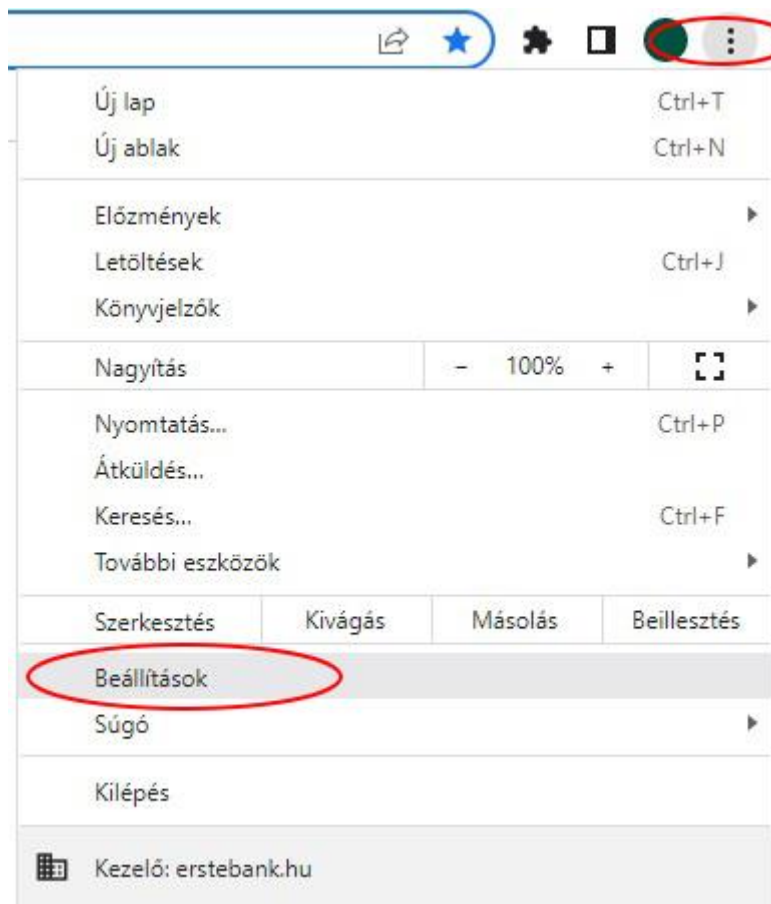 Új lap Ctrl+T
Új ablak Ctrl+N
Előzmények
Letöltések Ctrl+J
Könyvjelzők
Nagyítás - 100% +
Nyomtatás... Ctrl+P
Átküldés...
Keresés... Ctrl+F
További eszközök
Szerkesztés Kivágás Másolás Beillesztés
Beállítások
Súgó
Kilépés
Kezelő: erstebank.hu